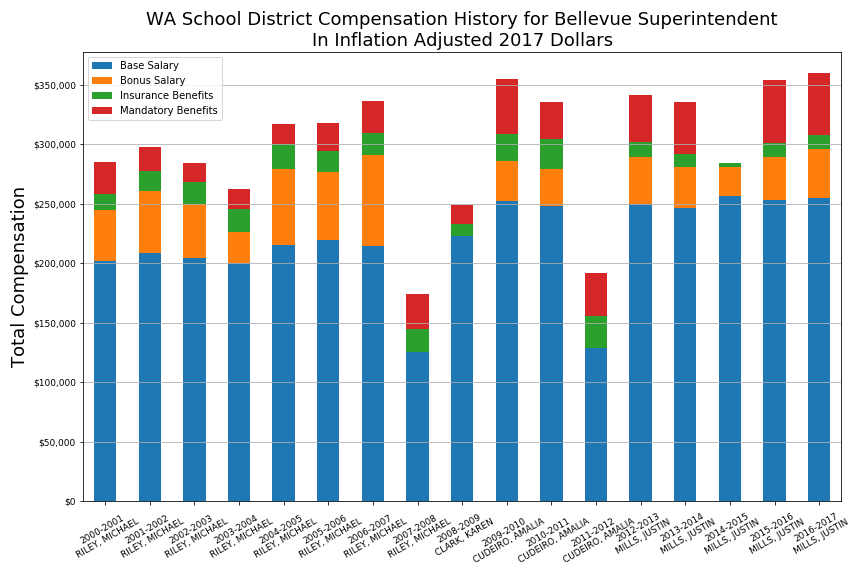 WA School District Compensation History for Bellevue Superintendent
In Inflation Adjusted 2017 Dollars
Base Salary
Bonus Salary
Insurance Benefits
Mandatory Benefits
Total Compensation
$350,000
$300,000
$250,000
$200,000
$150,000
$100,000
$50,000
$0
2000-2001
RILEY, MICHAEL
2001-2002
RILEY, MICHAEL
2002-2003
RILEY, MICHAEL
2003-2004
RILEY, MICHAEL
2004-2005
RILEY, MICHAEL
2005-2006
RILEY, MICHAEL
2006-2007
RILEY, MICHAEL
2007-2008
RILEY, MICHAEL
2008-2009
CLARK, KAREN
2009-2010
CUDEIRO, AMALIA
2010-2011
CUDEIRO, AMALIA
2011-2012
CUDEIRO, AMALIA
2012-2013
MILLS, JUSTIN
2013-2014
MILLS, JUSTIN
2014-2015
MILLS, JUSTIN
2015-2016
MILLS, JUSTIN
2016-2017
MILLS, JUSTIN